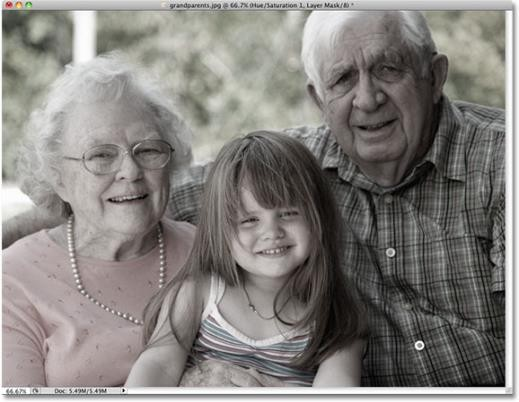 grandparents.jpg @ 66.7% (Hue/Saturation 1, Layer Mask/8) *
66.67% Doc: 5.49M/5.49M